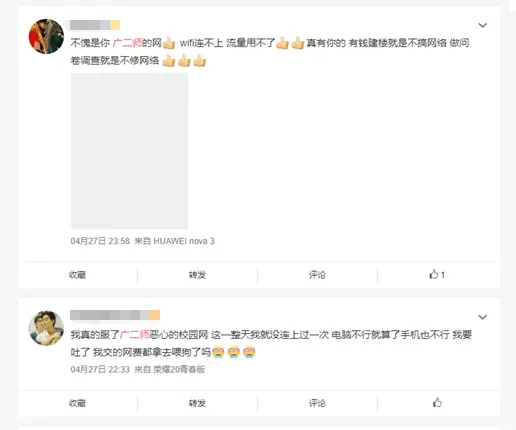 不愧是你 广二师的网👍 wifi连不上 流量用不了👍👍真有你的 有钱建楼就是不搞网络 做问
卷调查就是不修网络 👍👍👍
04月27日 23:58 来自 HUAWEI nova 3
收藏 转发 评论 1
我真的服了广二师恶心的校园网 这一整天我就没连上过一次 电脑不行就算了手机也不行 我要
吐了 我交的网费都拿去喂狗了吗😭😭😭
04月27日 22:33 来自 荣耀20青春版
收藏 转发 评论